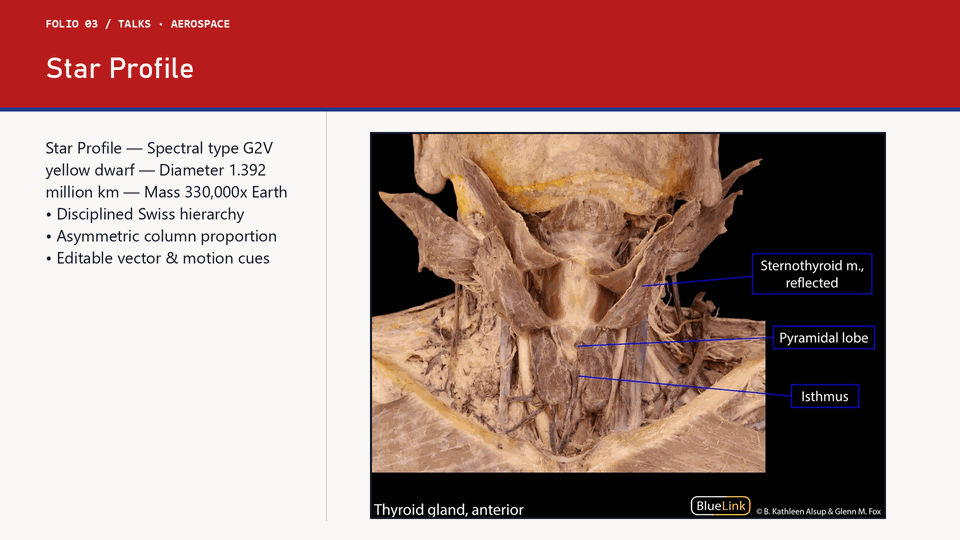 FOLIO 03 / TALKS · AEROSPACE
Star Profile
Star Profile — Spectral type G2V
yellow dwarf — Diameter 1.392
million km — Mass 330,000x Earth
• Disciplined Swiss hierarchy
• Asymmetric column proportion
• Editable vector & motion cues
Sternothyroid m.,
reflected
Pyramidal lobe
Isthmus
Thyroid gland, anterior
BlueLink
© B. Kathleen Alsup & Glenn M. Fox